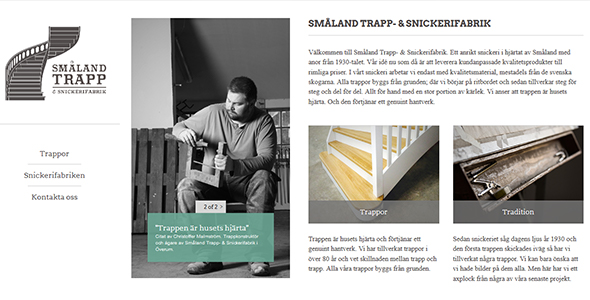 SMÅLAND
TRAPP
& SNICKERIFABRIK
Trappor
Snickerifabriken
Kontakta oss
2 of 2 >
"Trappen är husets hjärta"
Citat av Christoffer Malmström, Trappkonstruktör
och ägare av Småland Trapp- & Snickerifabrik i
Överum
SMÅLAND TRAPP- & SNICKERIFABRIK
Välkommen till Småland Trapp- & Snickerifabrik. Ett anrikt snickeri i hjärtat av Småland med
anor från 1930-talet. Vår idé nu som då är att leverera kundanpassade kvalitetsprodukter till
rimliga priser. I vårt snickeri arbetar vi endast med kvalitetsmaterial, mestadels från de svenska
skogarna. Alla trappor byggs från grunden; där vi börjar på ritbordet och sedan tillverkar steg för
steg och del för del. Allt för hand med en stor portion av kärlek. Vi anser att trappen är husets
hjärta. Och den förtjänar ett genuint hantverk.
Trappor
Tradition
Trappen är husets hjärta och förtjänar ett
genuint hantverk. Vi har tillverkat trappor i
över 80 år och vet skillnaden mellan trapp och
trapp. Alla våra trappor byggs från grunden.
Sedan snickeriet såg dagens ljus år 1930 och
den första trappen skickades iväg så har vi
tillverkat några trappor. Vi kan bara önska att
vi hade bilder på dem alla. Men här har vi ett
axplock från några av våra senaste projekt.